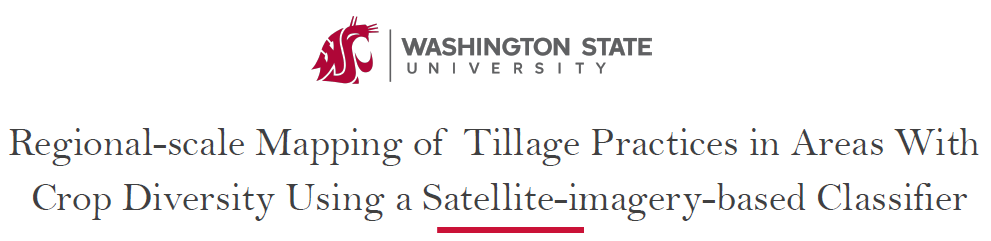 WASHINGTON STATE
UNIVERSITY
Regional-scale Mapping of Tillage Practices in Areas With
Crop Diversity Using a Satellite-imagery-based Classifier